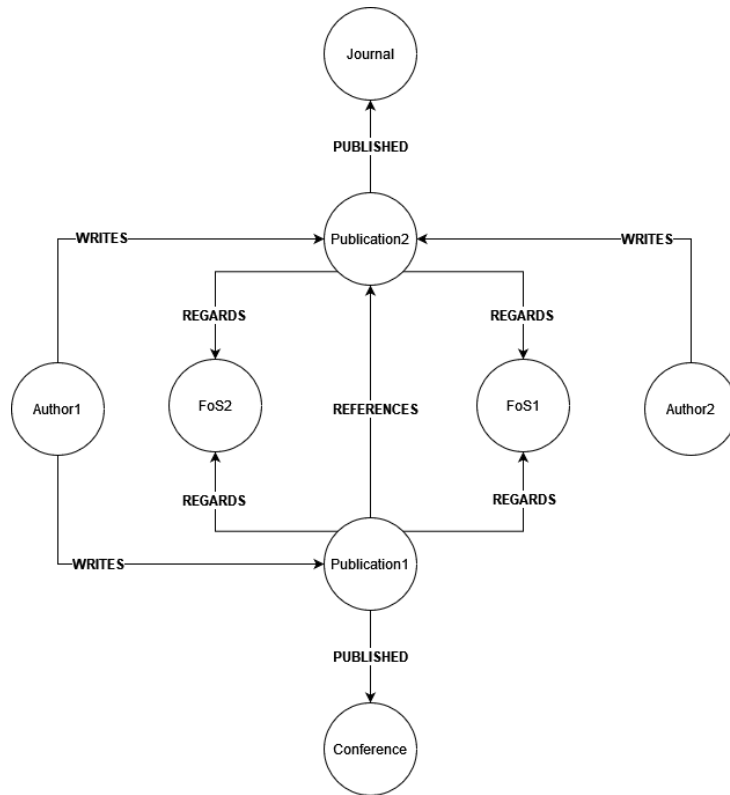 Journal
PUBLISHED
WRITES
Publication2
WRITES
REGARDS
REGARDS
Author1
FoS2
REFERENCES
FoS1
Author2
REGARDS
REGARDS
WRITES
Publication1
PUBLISHED
Conference